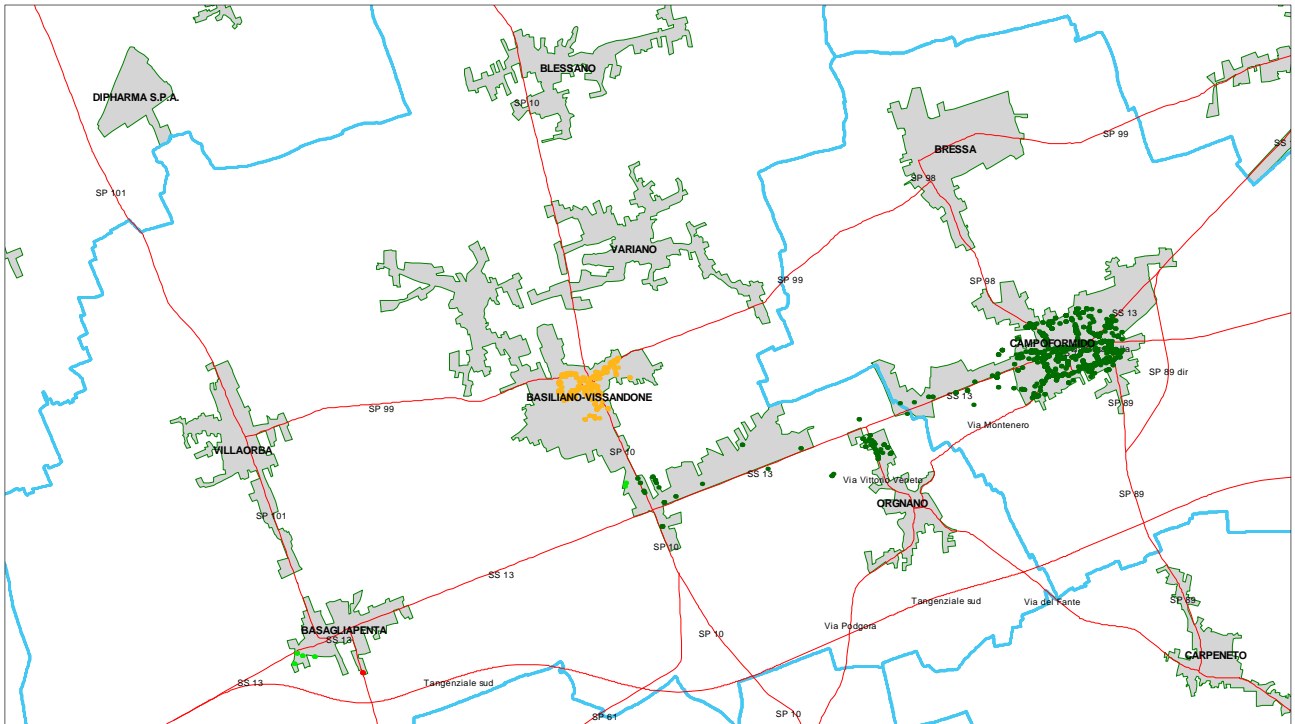 BLESSANO
DIPHARMA S.P.A.
SP 10
SP 99
SS
BRESSA
SP 98
SP 101
VARIANO
SP 99
SP 98
SS 13
CAMPOFORMIDO
SP 89 dir
BASILIANO-VISSANDONE
SS 13
SP 89
SP 99
Via Montenero
VILLAORBA
SP 10
SS 13
Via Vittorio Veneto
SP 89
ORGNANO
SP 101
SP 10
SS 13
Tangenziale sud
Via del Fante
SP 89
Via Podgora
BASAGLIAPENTA
SP 10
SS 13
CARPENETO
SS 13
Tangenziale sud
SP 61
SP 10